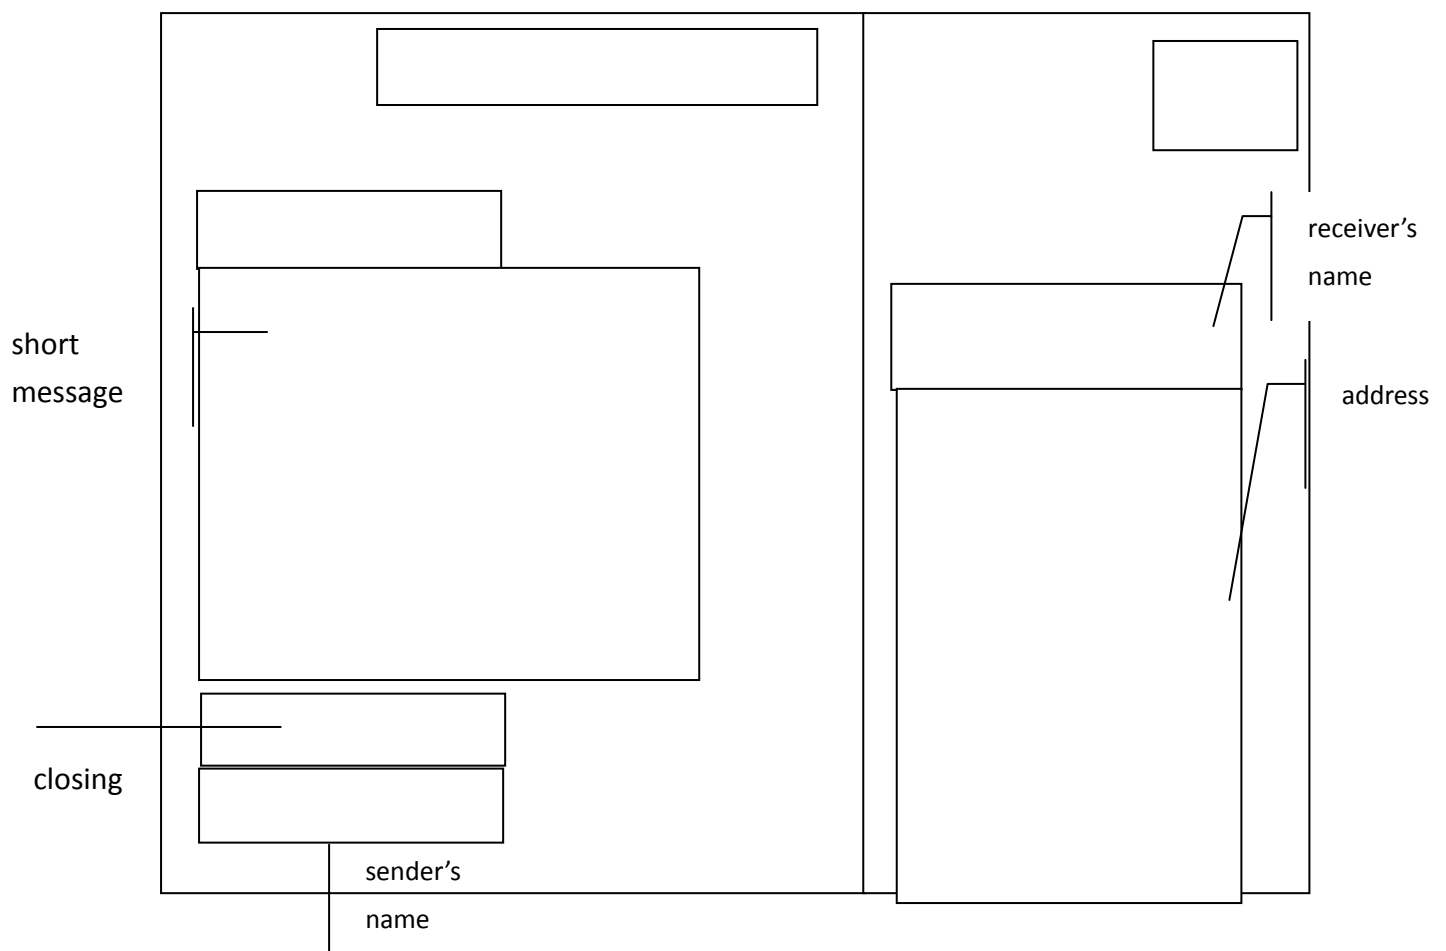 receiver’s
name
short
message
address
closing
sender’s
name